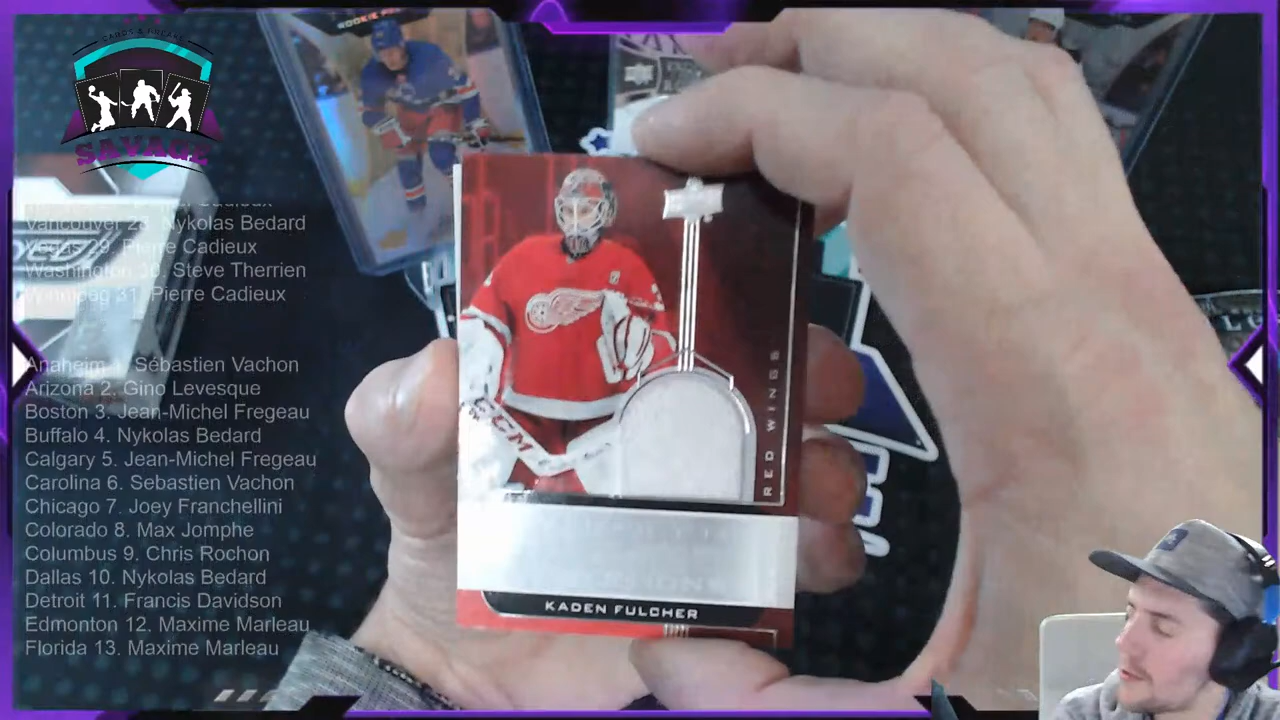 CARDS & BREAKS
SAVAGE
Vancouver 28. Nykolas Bedard
Vegas 29. Pierre Cadieux
Washington 30. Steve Therrien
Winnipeg 31. Pierre Cadieux
Anaheim 1. Sébastien Vachon
Arizona 2. Gino Levesque
Boston 3. Jean-Michel Fregeau
Buffalo 4. Nykolas Bedard
Calgary 5. Jean-Michel Fregeau
Carolina 6. Sebastien Vachon
Chicago 7. Joey Franchellini
Colorado 8. Max Jomphe
Columbus 9. Chris Rochon
Dallas 10. Nykolas Bedard
Detroit 11. Francis Davidson
Edmonton 12. Maxime Marleau
Florida 13. Maxime Marleau
RED WINGS
CCM
KADEN FULCHER